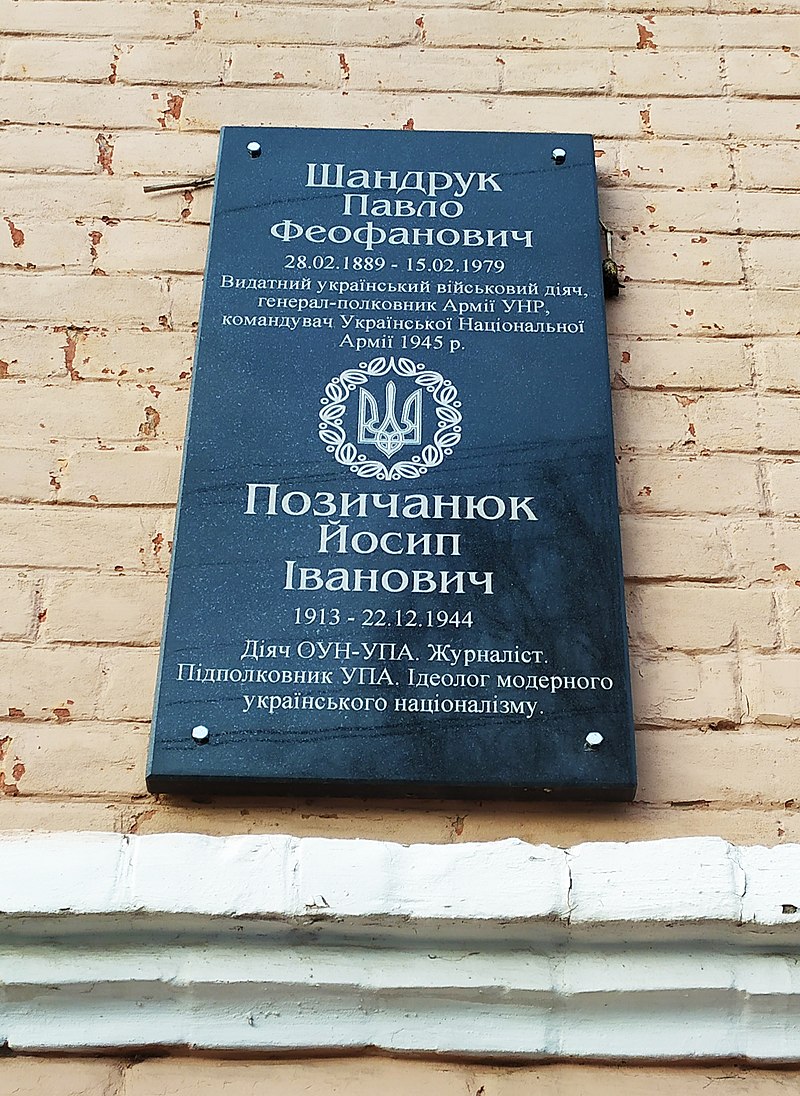 Шандрук
Павло
Феофанович
28.02.1889 - 15.02.1979
Видатний український військовий діяч,
генерал-полковник Армії УНР,
командувач Української Національної
Армії 1945 р.
Позичанюк
Йосип
Іванович
1913 - 22.12.1944
Діяч ОУН-УПА. Журналіст.
Підполковник УПА. Ідеолог модерного
українського націоналізму.